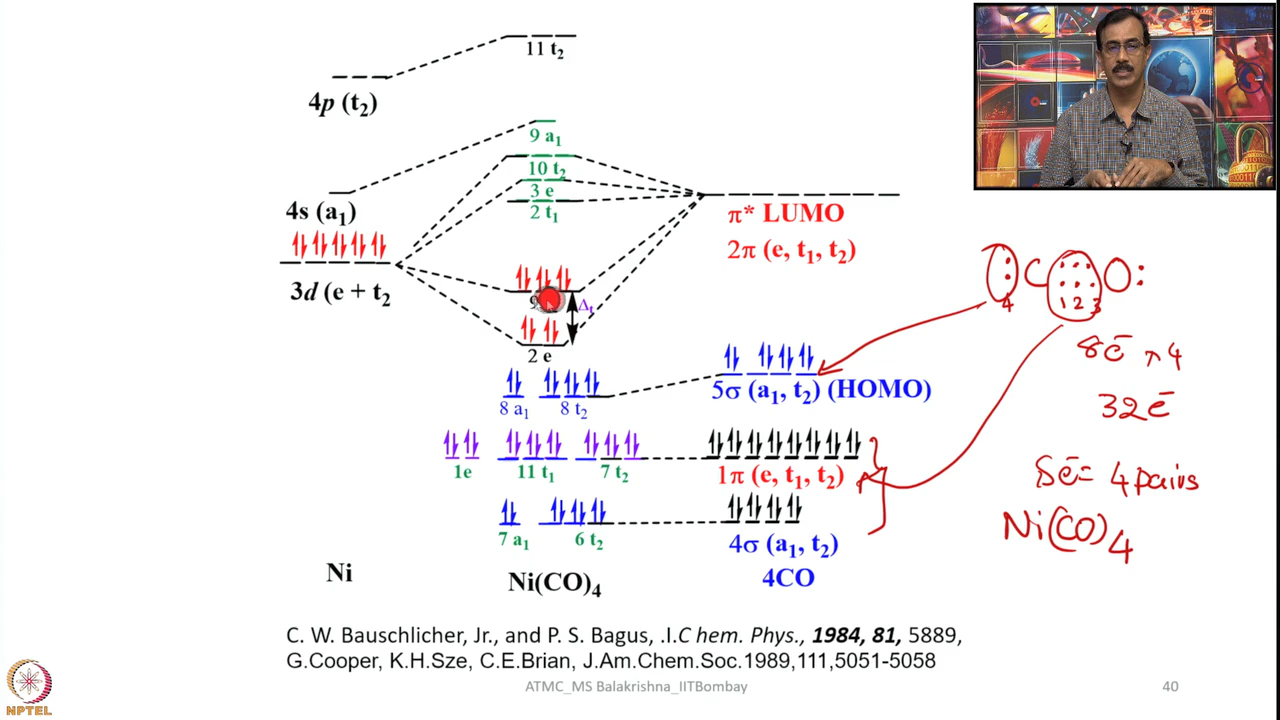 11 t₂
4p (t₂)
9 a₁
10 t₂
3 e
2 t₁
4s (a₁)
π* LUMO
2π (e, t₁, t₂)
3d (e + t₂
Δₜ
2 e
5σ (a₁, t₂) (HOMO)
8 a₁ 8 t₂
1e 11 t₁ 7 t₂
1π (e, t₁, t₂)
7 a₁ 6 t₂
4σ (a₁, t₂)
Ni
Ni(CO)₄
4CO
:C O:
4 1 2 3
8ē × 4
32ē
8ē = 4 pairs
Ni(CO)₄
C. W. Bauschlicher, Jr., and P. S. Bagus, .I.C hem. Phys., 1984, 81, 5889,
G.Cooper, K.H.Sze, C.E.Brian, J.Am.Chem.Soc.1989,111,5051-5058
NPTEL
ATMC_MS Balakrishna_IITBombay
40